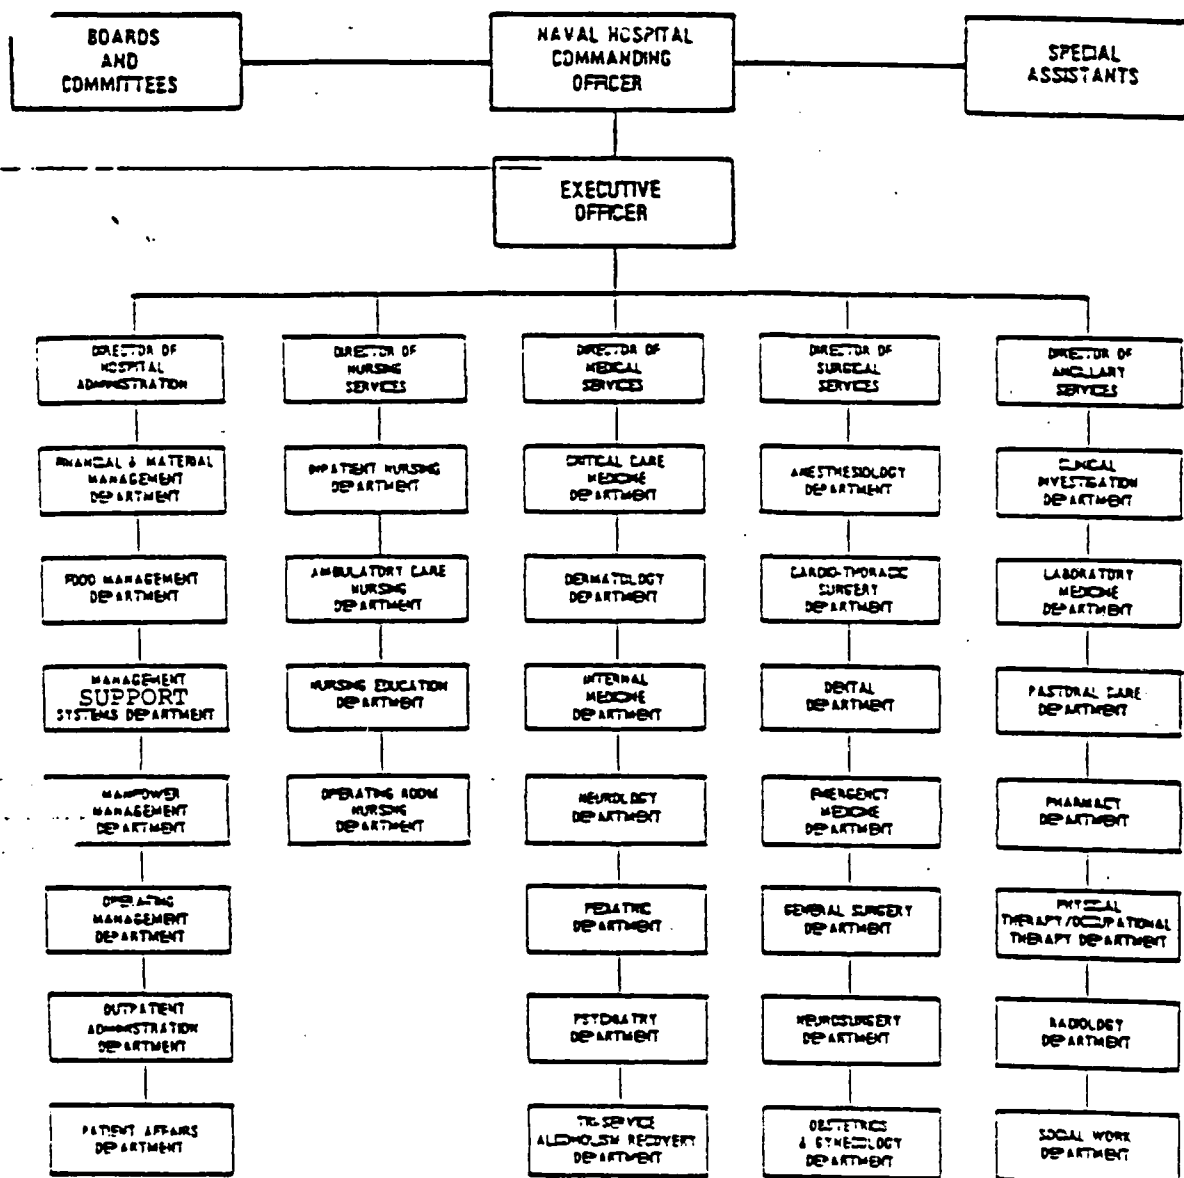 BOARDS
AND
COMMITTEES
NAVAL HOSPITAL
COMMANDING
OFFICER
SPECIAL
ASSISTANTS
EXECUTIVE
OFFICER
DIRECTOR OF
HOSPITAL
ADMINISTRATION
DIRECTOR OF
NURSING
SERVICES
DIRECTOR OF
MEDICAL
SERVICES
DIRECTOR OF
SURGICAL
SERVICES
DIRECTOR OF
ANCILLARY
SERVICES
FINANCIAL & MATERIAL
MANAGEMENT
DEPARTMENT
INPATIENT NURSING
DEPARTMENT
CRITICAL CARE
MEDICINE
DEPARTMENT
ANESTHESIOLOGY
DEPARTMENT
CLINICAL
INVESTIGATION
DEPARTMENT
FOOD MANAGEMENT
DEPARTMENT
AMBULATORY CARE
NURSING
DEPARTMENT
DERMATOLOGY
DEPARTMENT
CARDIO-THORACIC
SURGERY
DEPARTMENT
LABORATORY
MEDICINE
DEPARTMENT
MANAGEMENT
SUPPORT
SYSTEMS DEPARTMENT
NURSING EDUCATION
DEPARTMENT
INTERNAL
MEDICINE
DEPARTMENT
DENTAL
DEPARTMENT
PASTORAL CARE
DEPARTMENT
MANPOWER
MANAGEMENT
DEPARTMENT
OPERATING ROOM
NURSING
DEPARTMENT
NEUROLOGY
DEPARTMENT
EMERGENCY
MEDICINE
DEPARTMENT
PHARMACY
DEPARTMENT
OPERATING
MANAGEMENT
DEPARTMENT
PEDIATRIC
DEPARTMENT
GENERAL SURGERY
DEPARTMENT
PHYSICAL
THERAPY/OCCUPATIONAL
THERAPY DEPARTMENT
OUTPATIENT
ADMINISTRATION
DEPARTMENT
PSYCHIATRY
DEPARTMENT
NEUROSURGERY
DEPARTMENT
RADIOLOGY
DEPARTMENT
PATIENT AFFAIRS
DEPARTMENT
TRI-SERVICE
ALCOHOLISM RECOVERY
DEPARTMENT
OBSTETRICS
& GYNECOLOGY
DEPARTMENT
SOCIAL WORK
DEPARTMENT